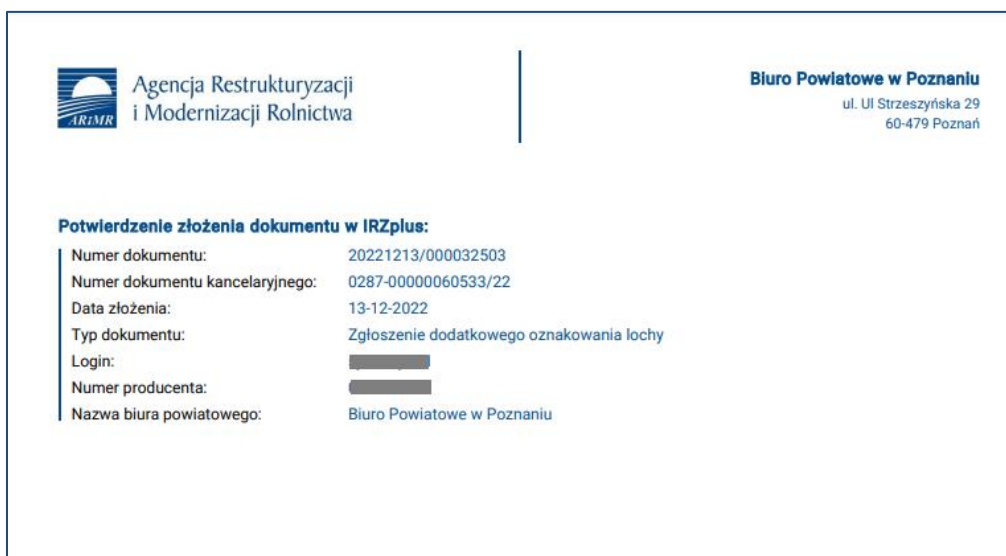 ARiMR
Agencja Restrukturyzacji
i Modernizacji Rolnictwa
Biuro Powiatowe w Poznaniu
ul. Ul Strzeszyńska 29
60-479 Poznań
Potwierdzenie złożenia dokumentu w IRZplus:
Numer dokumentu: 20221213/000032503
Numer dokumentu kancelaryjnego: 0287-00000060533/22
Data złożenia: 13-12-2022
Typ dokumentu: Zgłoszenie dodatkowego oznakowania lochy
Login:
Numer producenta:
Nazwa biura powiatowego: Biuro Powiatowe w Poznaniu